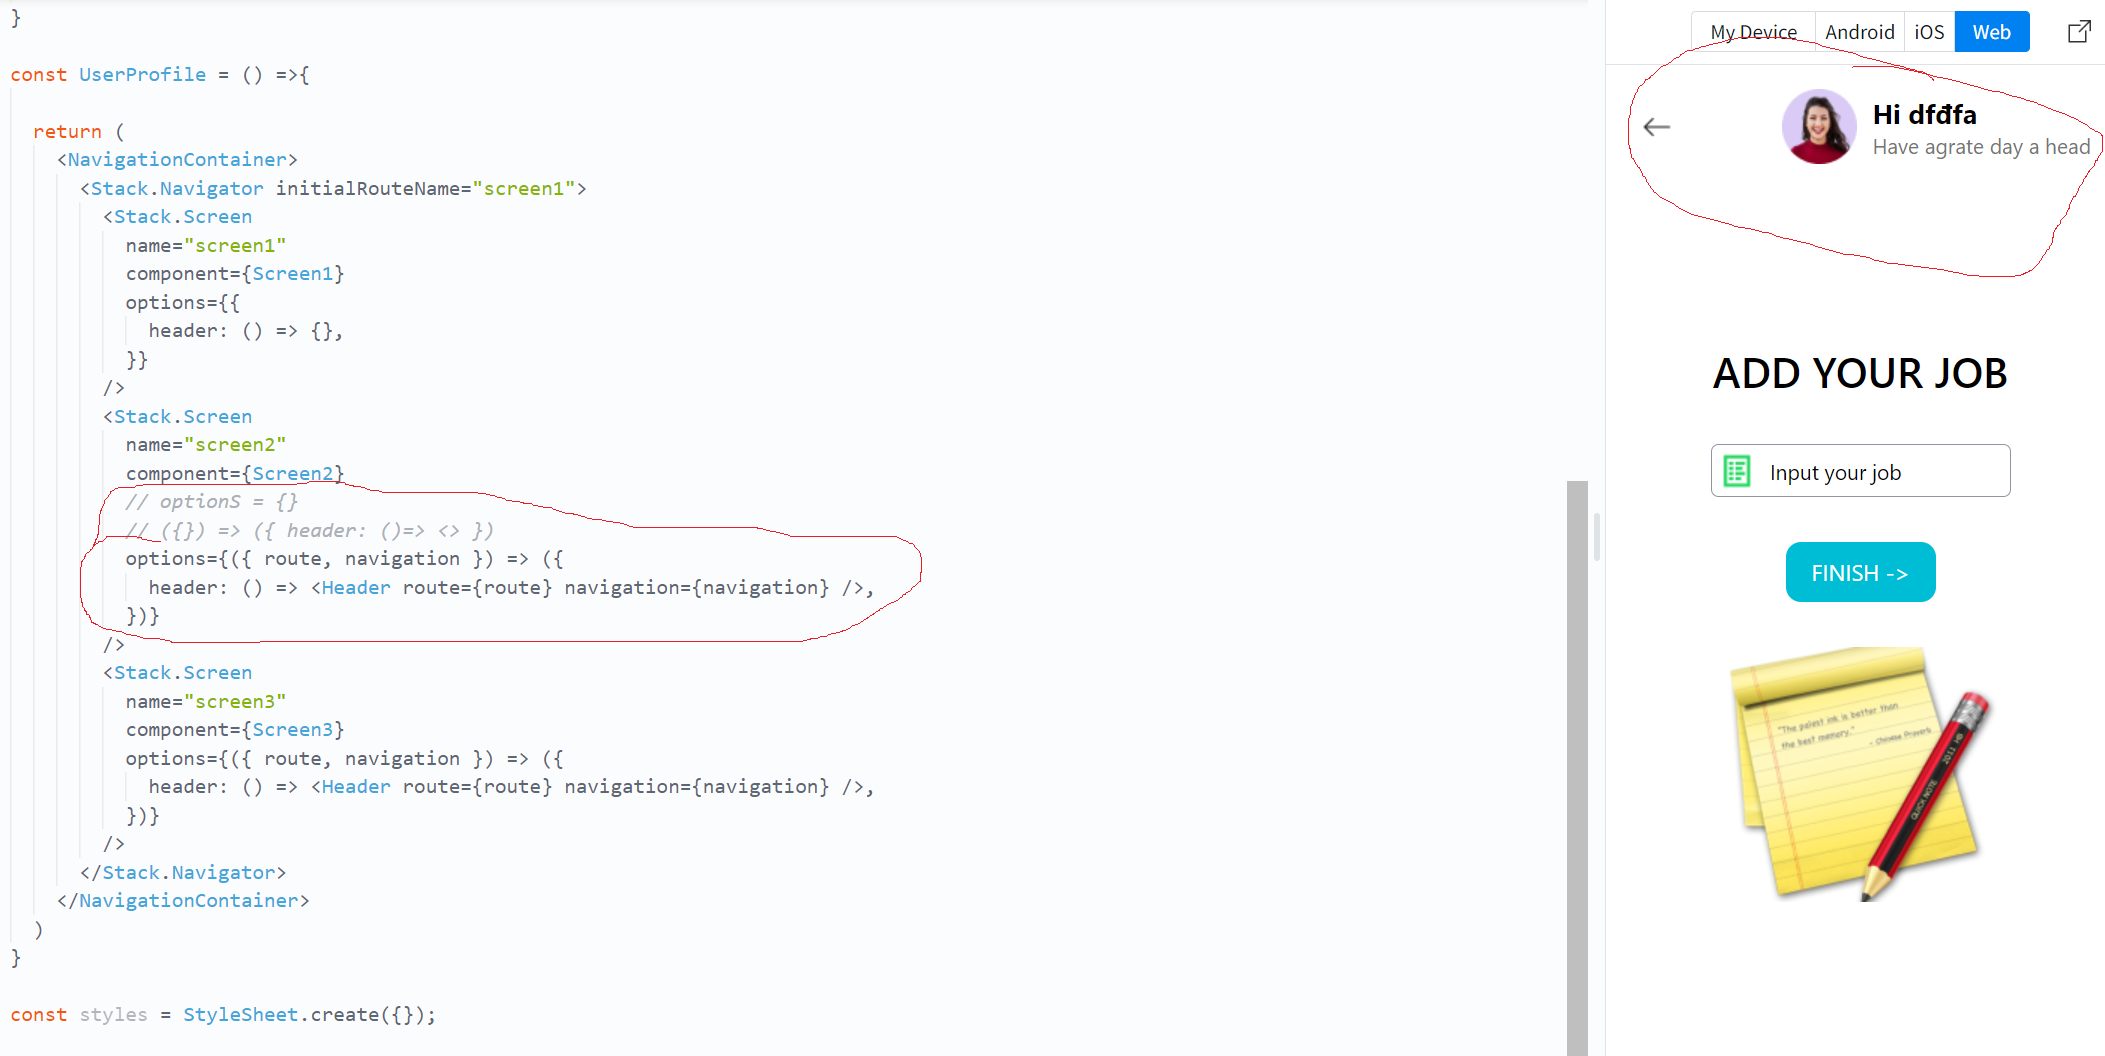 }
const UserProfile = () =>{
return (
<NavigationContainer>
<Stack.Navigator initialRouteName="screen1">
<Stack.Screen
name="screen1"
component={Screen1}
options={{
header: () => {},
}}
/>
<Stack.Screen
name="screen2"
component={Screen2}
// optionS = {}
// ({}) => ({ header: ()=> <> })
options={({ route, navigation }) => ({
header: () => <Header route={route} navigation={navigation} />,
})}
/>
<Stack.Screen
name="screen3"
component={Screen3}
options={({ route, navigation }) => ({
header: () => <Header route={route} navigation={navigation} />,
})}
/>
</Stack.Navigator>
</NavigationContainer>
)
}
const styles = StyleSheet.create({});
My Device Android iOS Web
Hi dfđfa
Have agrate day a head
ADD YOUR JOB
Input your job
FINISH ->
"The palest ink is better than
the best memory."
- Chinese Proverb
QUICK NOTE 2011 HB